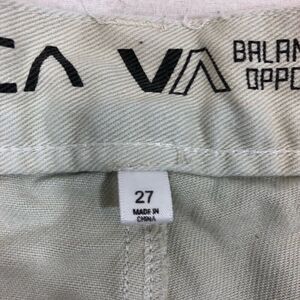 CA VA BALAN
OPPO
27
MADE IN
CHINA